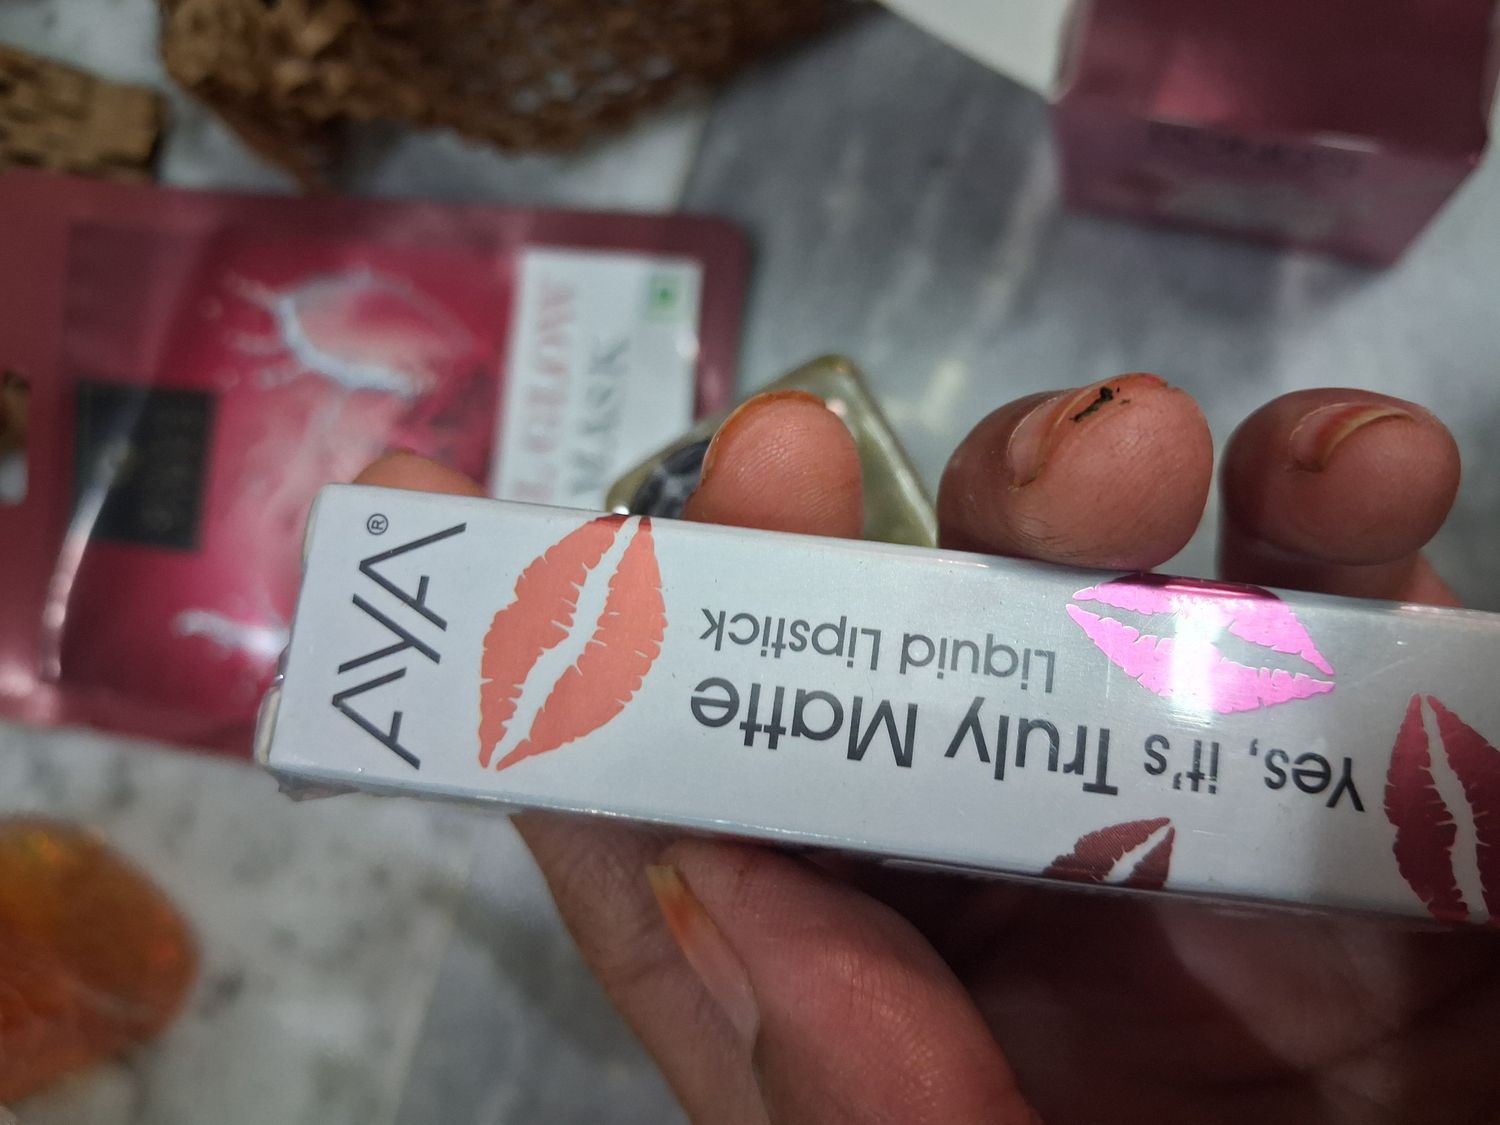 AYA®
Yes, it's Truly Matte
Liquid Lipstick
GLOW
MASK